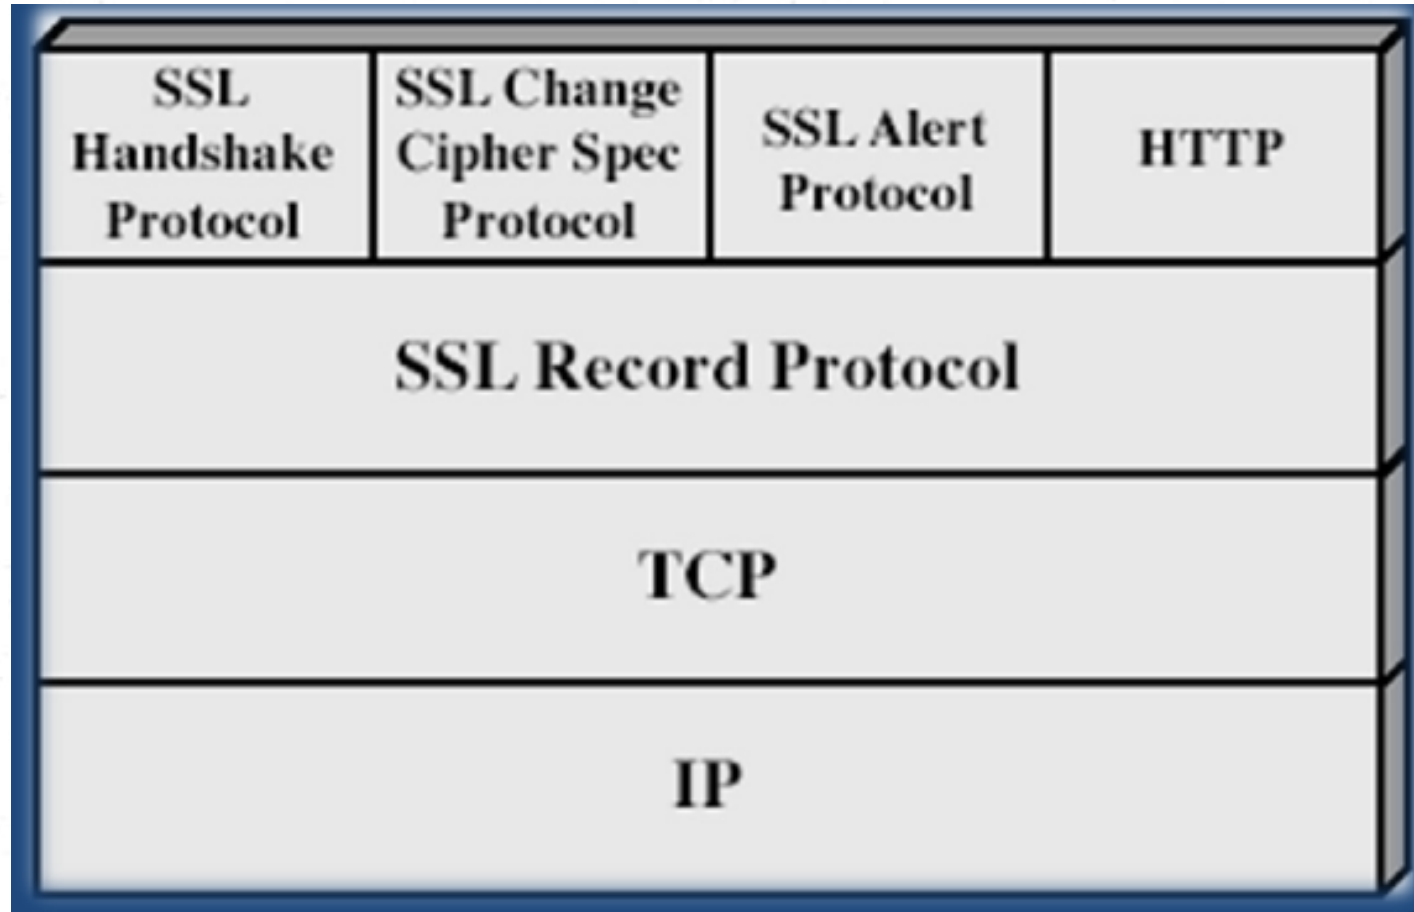 SSL
Handshake
Protocol
SSL Change
Cipher Spec
Protocol
SSL Alert
Protocol
HTTP
SSL Record Protocol
TCP
IP